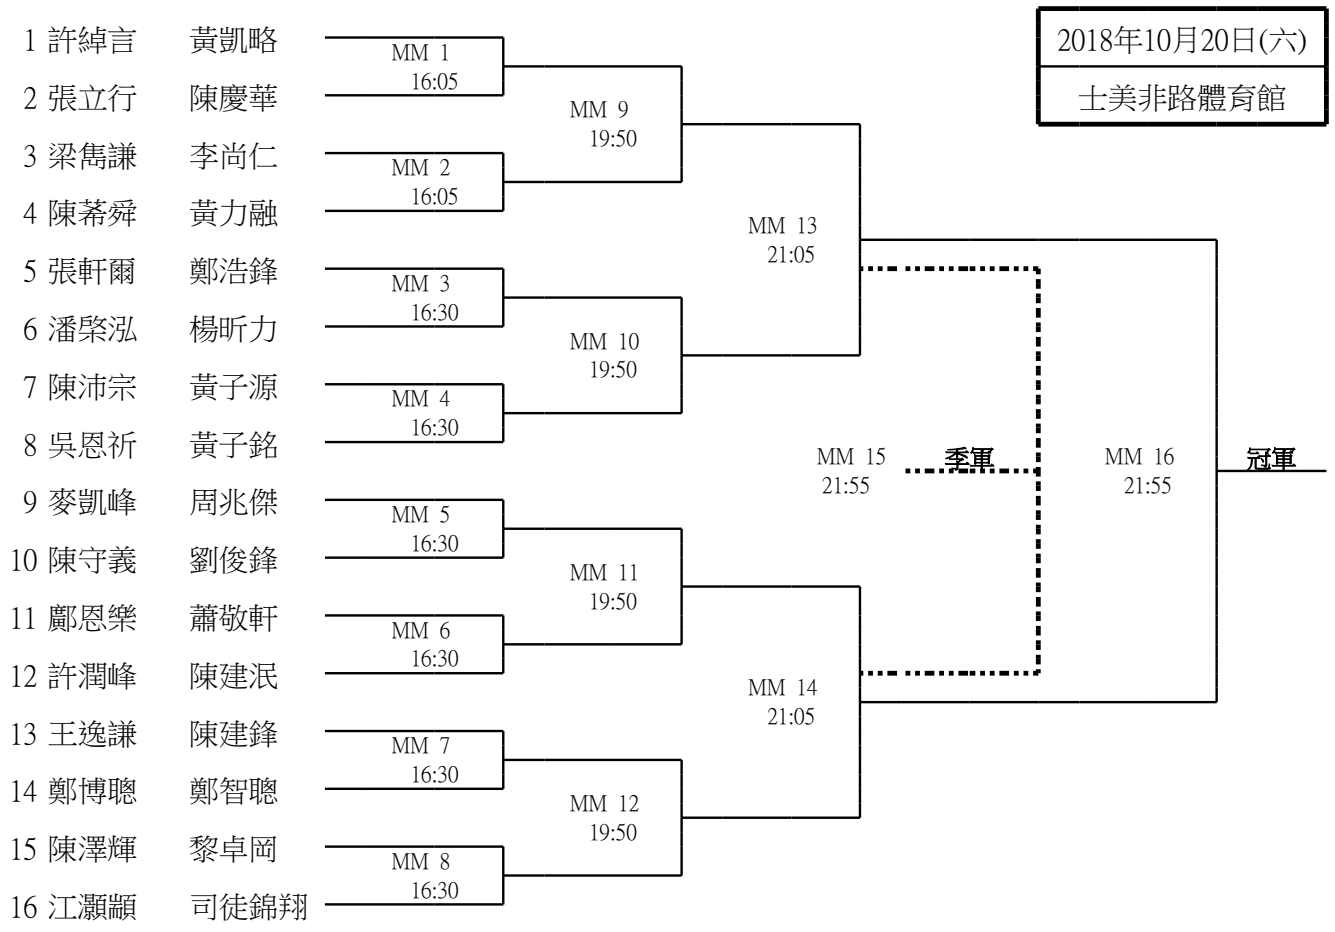 2018年10月20日(六)
士美非路體育館
1 許綽言 黃凱略
MM 1
16:05
2 張立行 陳慶華
MM 9
19:50
3 梁雋謙 李尚仁
MM 2
16:05
4 陳莃舜 黃力融
MM 13
21:05
5 張軒爾 鄭浩鋒
MM 3
16:30
6 潘棨泓 楊昕力
MM 10
19:50
7 陳沛宗 黃子源
MM 4
16:30
8 吳恩祈 黃子銘
MM 15 季軍
21:55
MM 16 冠軍
21:55
9 麥凱峰 周兆傑
MM 5
16:30
10 陳守義 劉俊鋒
MM 11
19:50
11 鄺恩樂 蕭敬軒
MM 6
16:30
12 許潤峰 陳建泯
MM 14
21:05
13 王逸謙 陳建鋒
MM 7
16:30
14 鄭博聰 鄭智聰
MM 12
19:50
15 陳澤輝 黎卓岡
MM 8
16:30
16 江灝顓 司徒錦翔